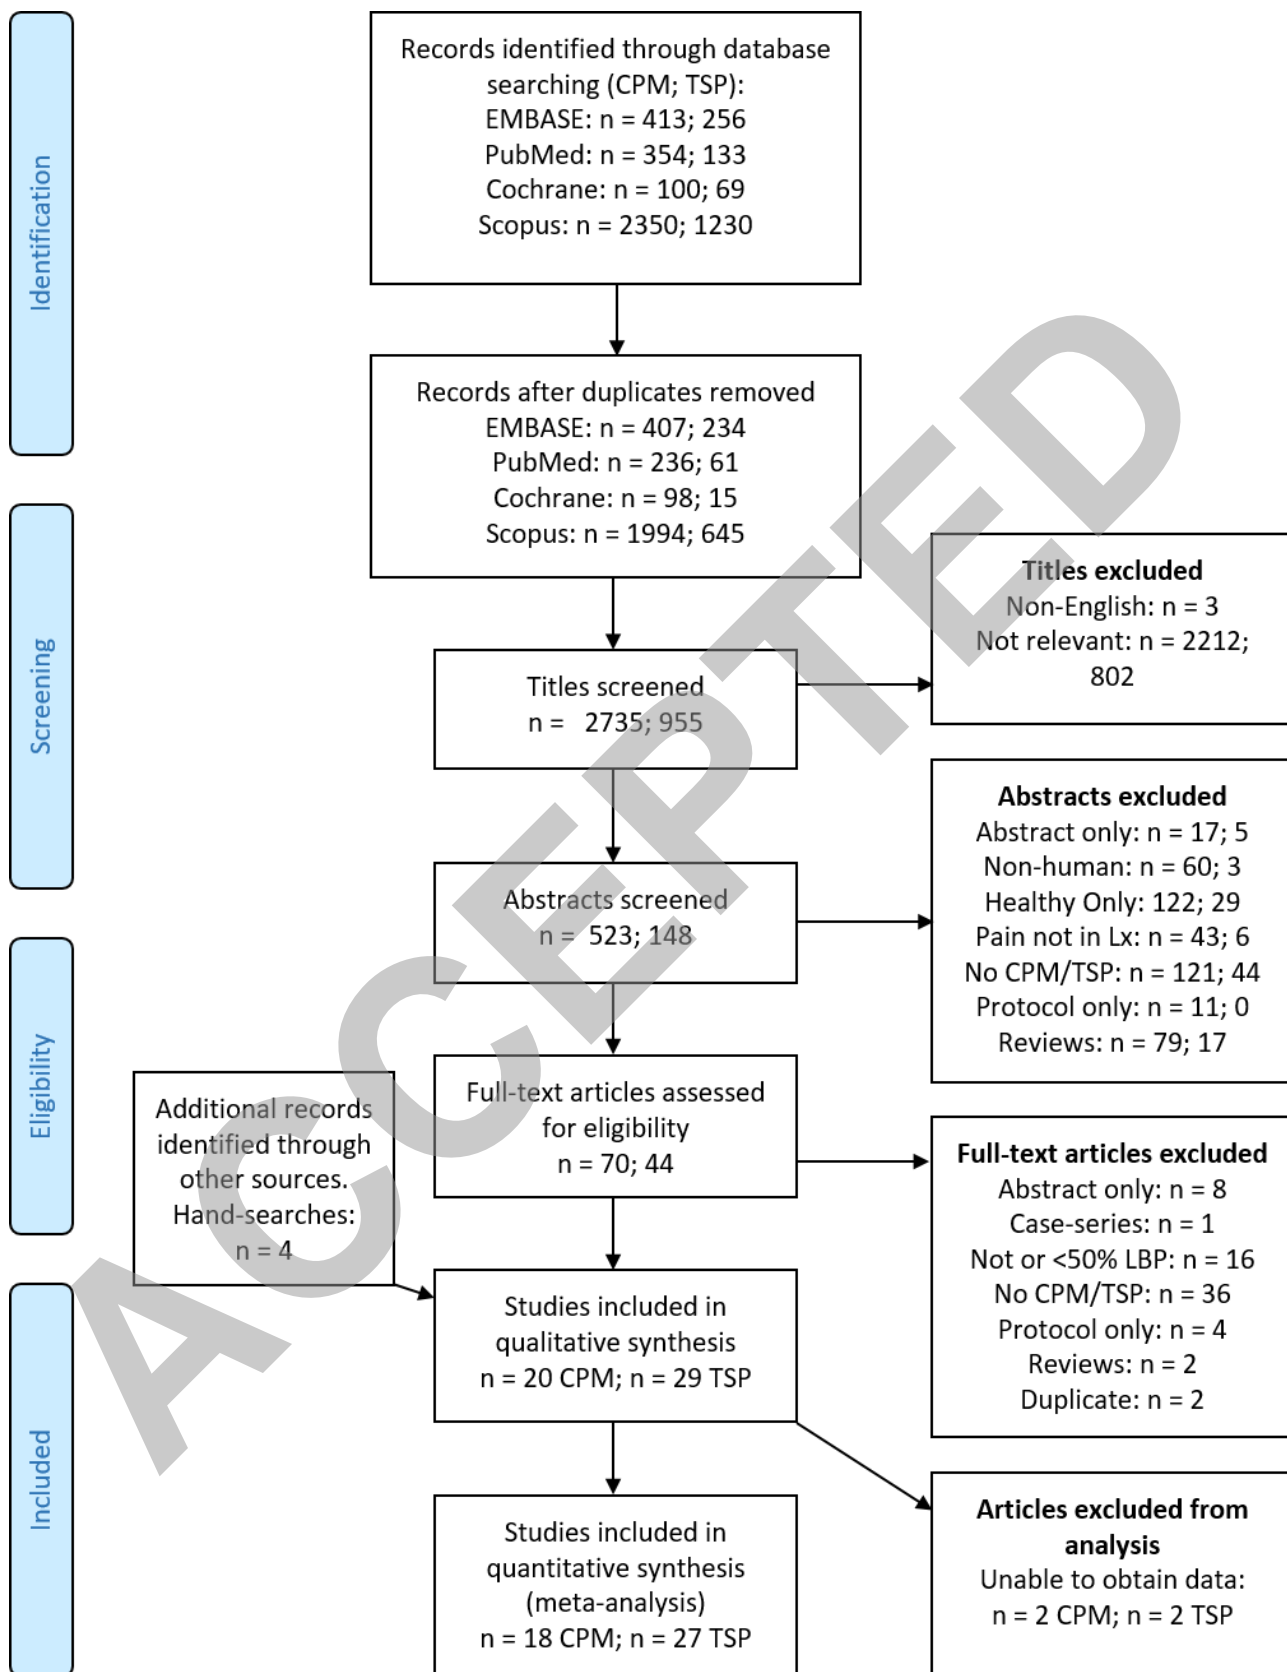 Identification
Records identified through database
searching (CPM; TSP):
EMBASE: n = 413; 256
PubMed: n = 354; 133
Cochrane: n = 100; 69
Scopus: n = 2350; 1230
Records after duplicates removed
EMBASE: n = 407; 234
PubMed: n = 236; 61
Cochrane: n = 98; 15
Scopus: n = 1994; 645
Screening
Titles screened
n = 2735; 955
Titles excluded
Non-English: n = 3
Not relevant: n = 2212;
802
Abstracts screened
n = 523; 148
Abstracts excluded
Abstract only: n = 17; 5
Non-human: n = 60; 3
Healthy Only: 122; 29
Pain not in Lx: n = 43; 6
No CPM/TSP: n = 121; 44
Protocol only: n = 11; 0
Reviews: n = 79; 17
Eligibility
Full-text articles assessed
for eligibility
n = 70; 44
Additional records
identified through
other sources.
Hand-searches:
n = 4
Full-text articles excluded
Abstract only: n = 8
Case-series: n = 1
Not or <50% LBP: n = 16
No CPM/TSP: n = 36
Protocol only: n = 4
Reviews: n = 2
Duplicate: n = 2
Included
Studies included in
qualitative synthesis
n = 20 CPM; n = 29 TSP
Articles excluded from
analysis
Unable to obtain data:
n = 2 CPM; n = 2 TSP
Studies included in
quantitative synthesis
(meta-analysis)
n = 18 CPM; n = 27 TSP
ACCEPTED